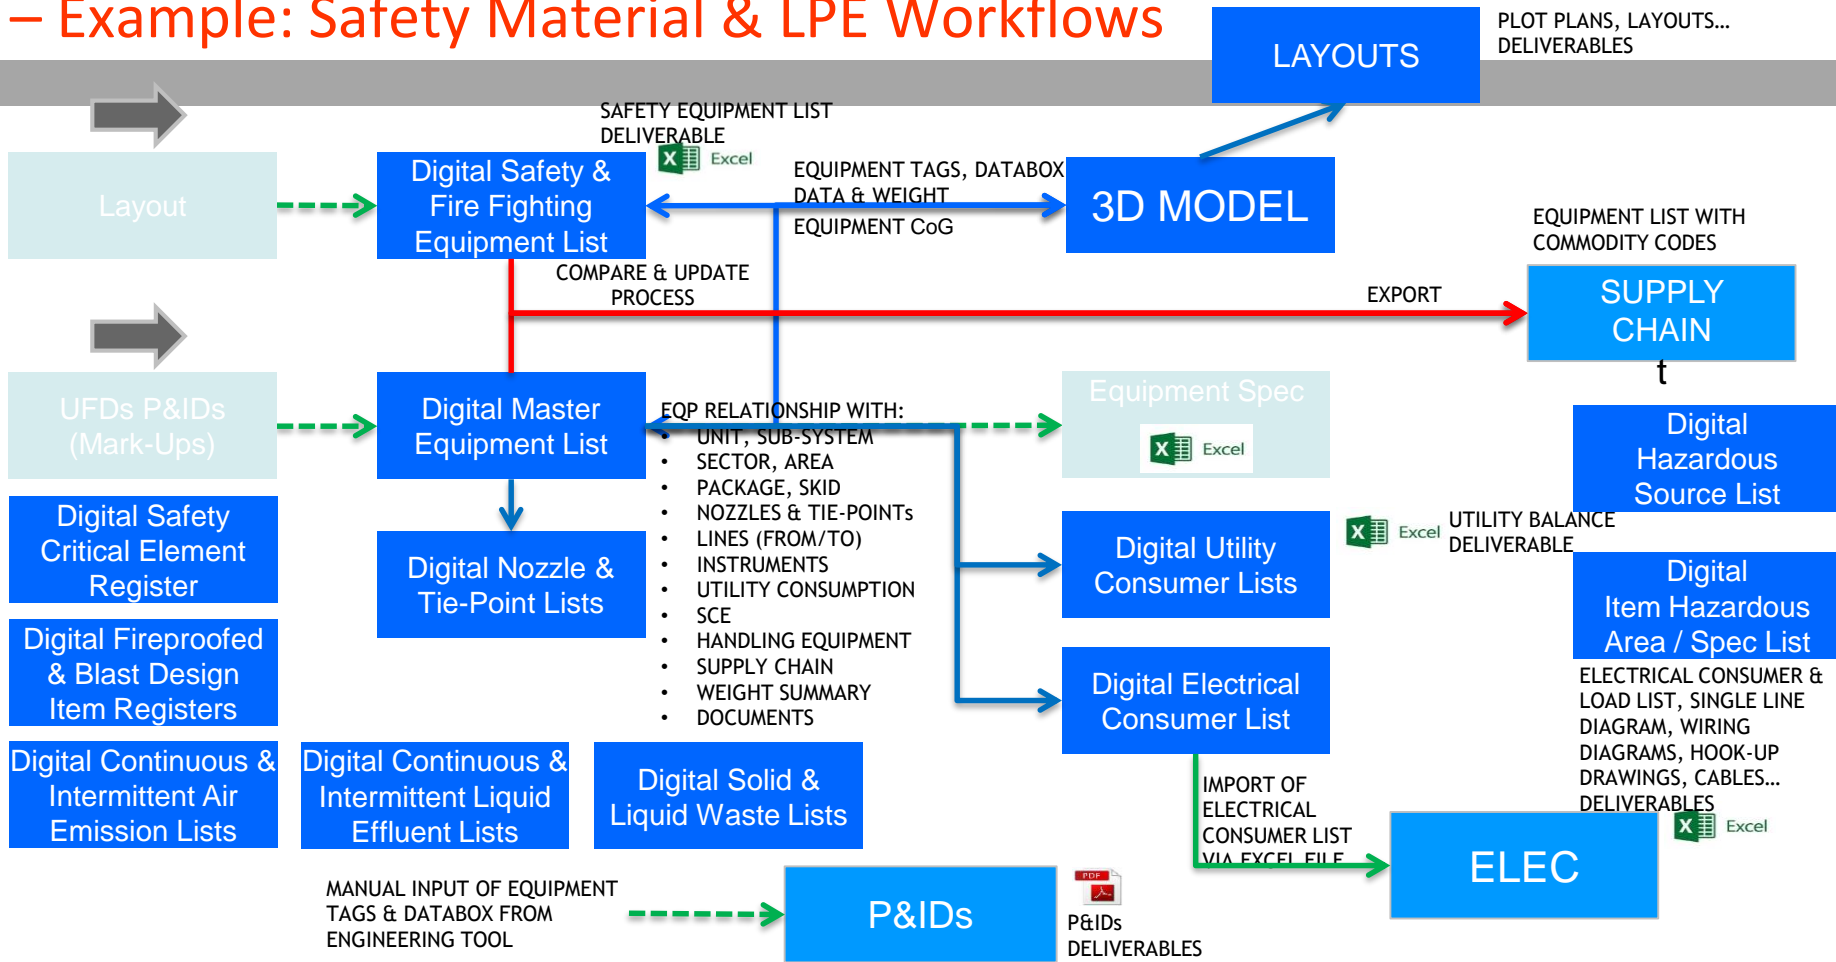 – Example: Safety Material & LPE Workflows
LAYOUTS
PLOT PLANS, LAYOUTS…
DELIVERABLES
SAFETY EQUIPMENT LIST
DELIVERABLE
Excel
Layout
Digital Safety &
Fire Fighting
Equipment List
EQUIPMENT TAGS, DATABOX
DATA & WEIGHT
EQUIPMENT CoG
3D MODEL
EQUIPMENT LIST WITH
COMMODITY CODES
COMPARE & UPDATE
PROCESS
EXPORT
SUPPLY
CHAIN
t
UFDs P&IDs
(Mark-Ups)
Digital Master
Equipment List
EQP RELATIONSHIP WITH:
• UNIT, SUB-SYSTEM
• SECTOR, AREA
• PACKAGE, SKID
• NOZZLES & TIE-POINTs
• LINES (FROM/TO)
• INSTRUMENTS
• UTILITY CONSUMPTION
• SCE
• HANDLING EQUIPMENT
• SUPPLY CHAIN
• WEIGHT SUMMARY
• DOCUMENTS
Equipment Spec
Excel
Digital
Hazardous
Source List
Digital Safety
Critical Element
Register
Digital Nozzle &
Tie-Point Lists
Digital Utility
Consumer Lists
Excel
UTILITY BALANCE
DELIVERABLE
Digital
Item Hazardous
Area / Spec List
Digital Fireproofed
& Blast Design
Item Registers
Digital Electrical
Consumer List
ELECTRICAL CONSUMER &
LOAD LIST, SINGLE LINE
DIAGRAM, WIRING
DIAGRAMS, HOOK-UP
DRAWINGS, CABLES…
DELIVERABLES
Excel
Digital Continuous &
Intermittent Air
Emission Lists
Digital Continuous &
Intermittent Liquid
Effluent Lists
Digital Solid &
Liquid Waste Lists
IMPORT OF
ELECTRICAL
CONSUMER LIST
VIA EXCEL FILE
ELEC
MANUAL INPUT OF EQUIPMENT
TAGS & DATABOX FROM
ENGINEERING TOOL
P&IDs
PDF
P&IDs
DELIVERABLES